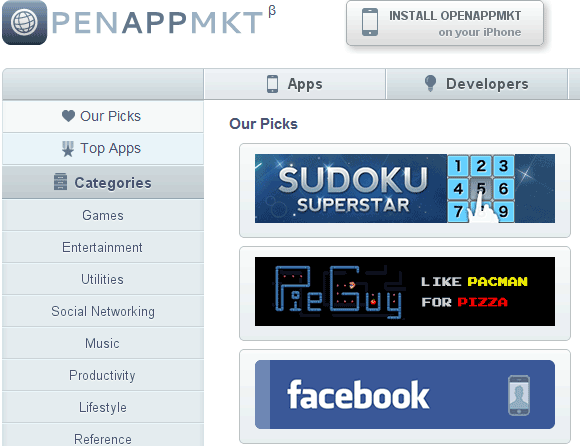 OPENAPPMKT β
INSTALL OPENAPPMKT
on your iPhone
Apps
Developers
Our Picks
Top Apps
Categories
Games
Entertainment
Utilities
Social Networking
Music
Productivity
Lifestyle
Reference
Our Picks
SUDOKU
SUPERSTAR
1 2 3
4 5 6
7 8 9
Pie Guy
LIKE PACMAN
FOR PIZZA
facebook